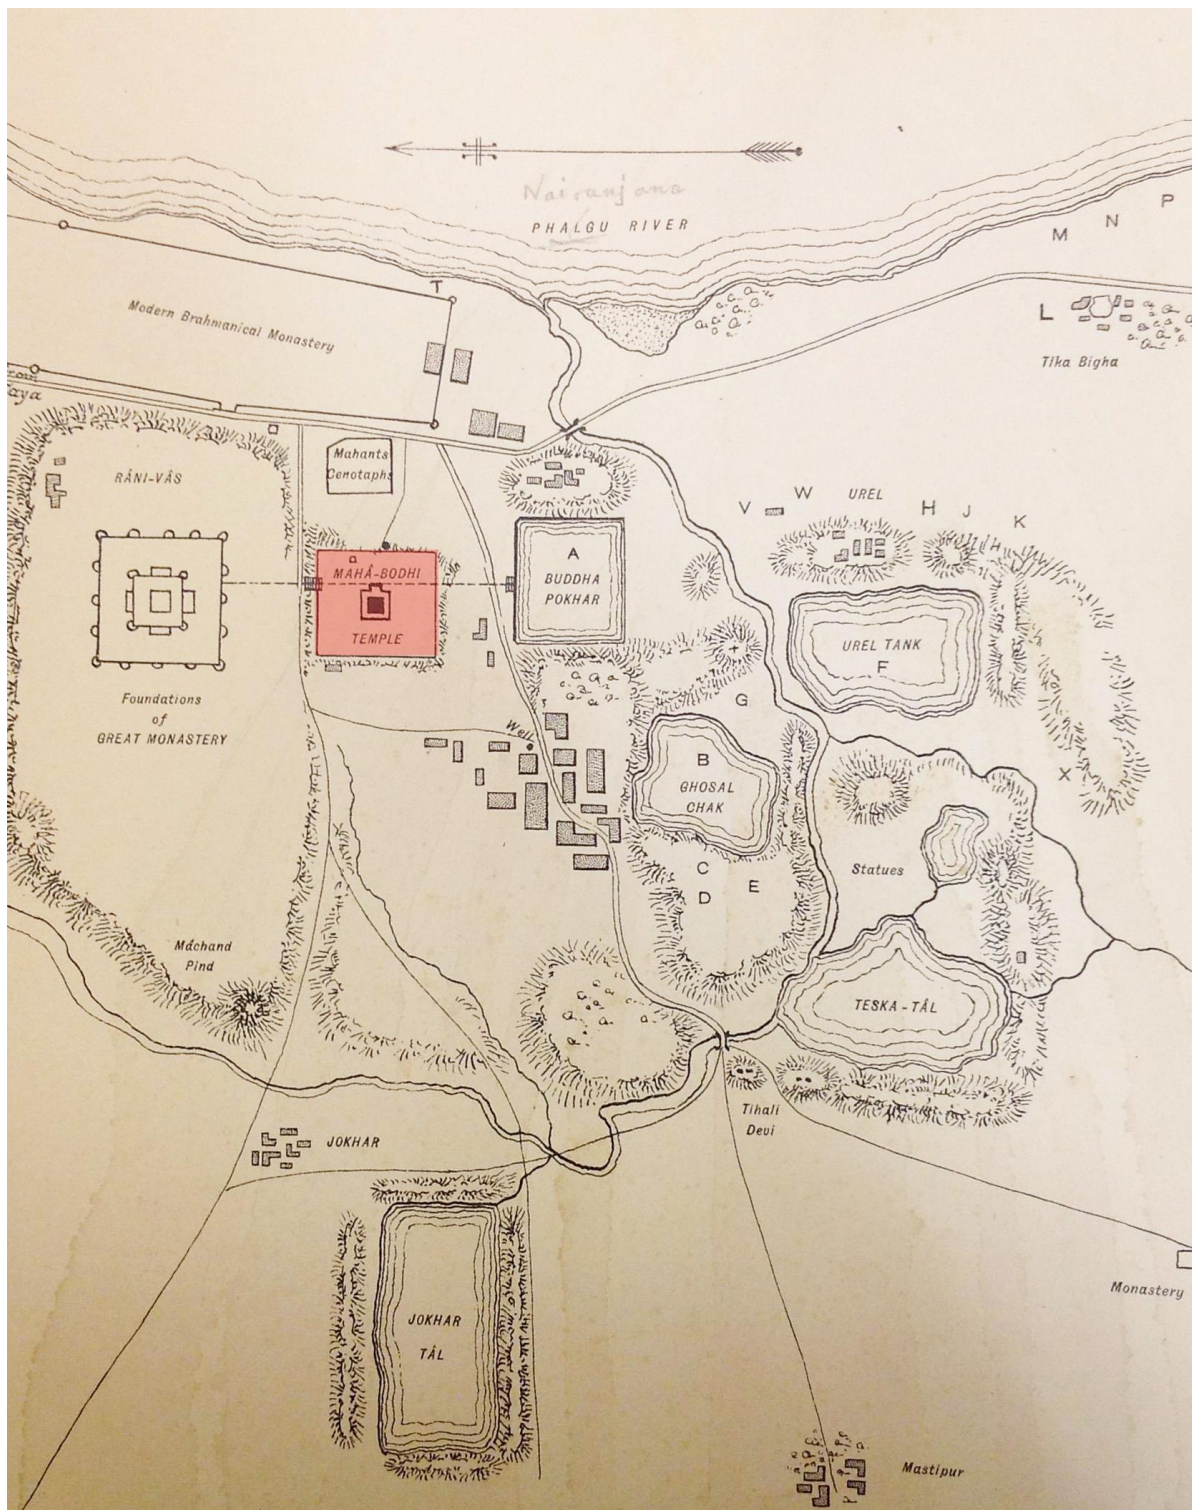 Nairanjana
PHALGU RIVER
P
N
M
T
Modern Brahmanical Monastery
L
Tika Bigha
aya
Mahants
Cenotaphs
RÂNI-VÂS
V
W
UREL
H
J
K
A
BUDDHA
POKHAR
MAHÂ-BODHI
TEMPLE
UREL TANK
F
Foundations
of
GREAT MONASTERY
G
Well
B
GHOSAL
CHAK
X
C
D
E
Statues
Máchand
Pind
TESKA-TÂL
Tihali
Devi
JOKHAR
Monastery
JOKHAR
TÂL
Mastipur